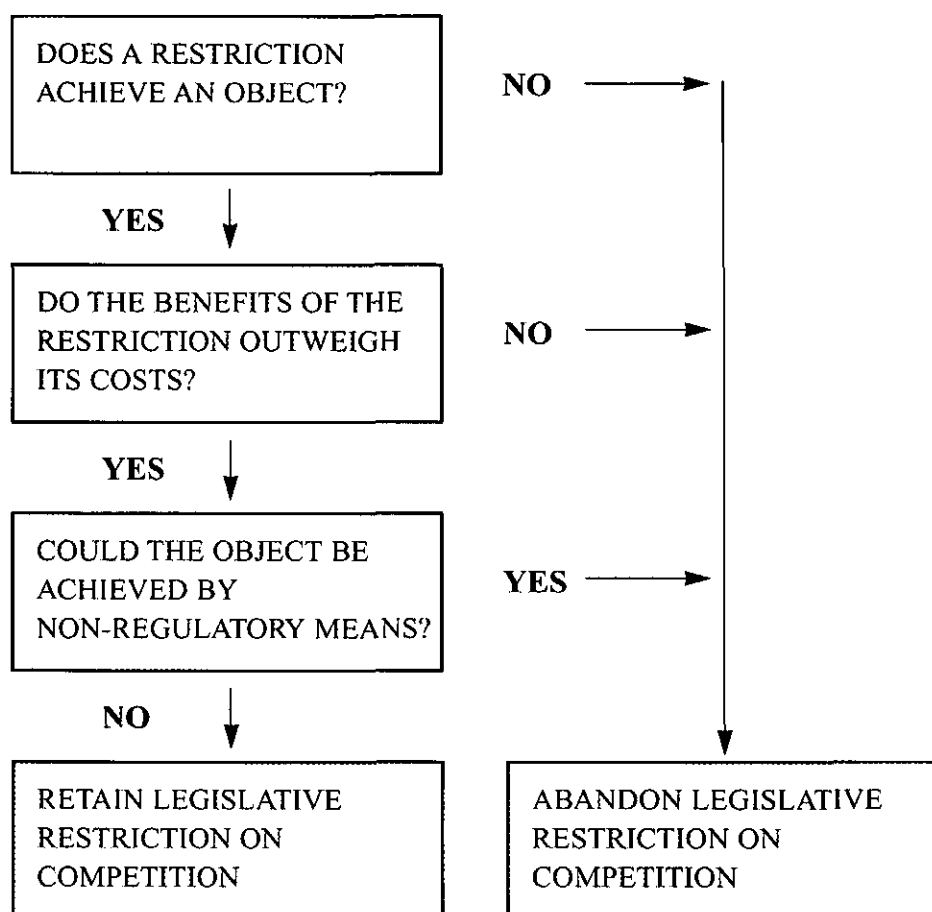 DOES A RESTRICTION
ACHIEVE AN OBJECT?
NO
YES
DO THE BENEFITS OF THE
RESTRICTION OUTWEIGH
ITS COSTS?
NO
YES
COULD THE OBJECT BE
ACHIEVED BY
NON-REGULATORY MEANS?
YES
NO
RETAIN LEGISLATIVE
RESTRICTION ON
COMPETITION
ABANDON LEGISLATIVE
RESTRICTION ON
COMPETITION